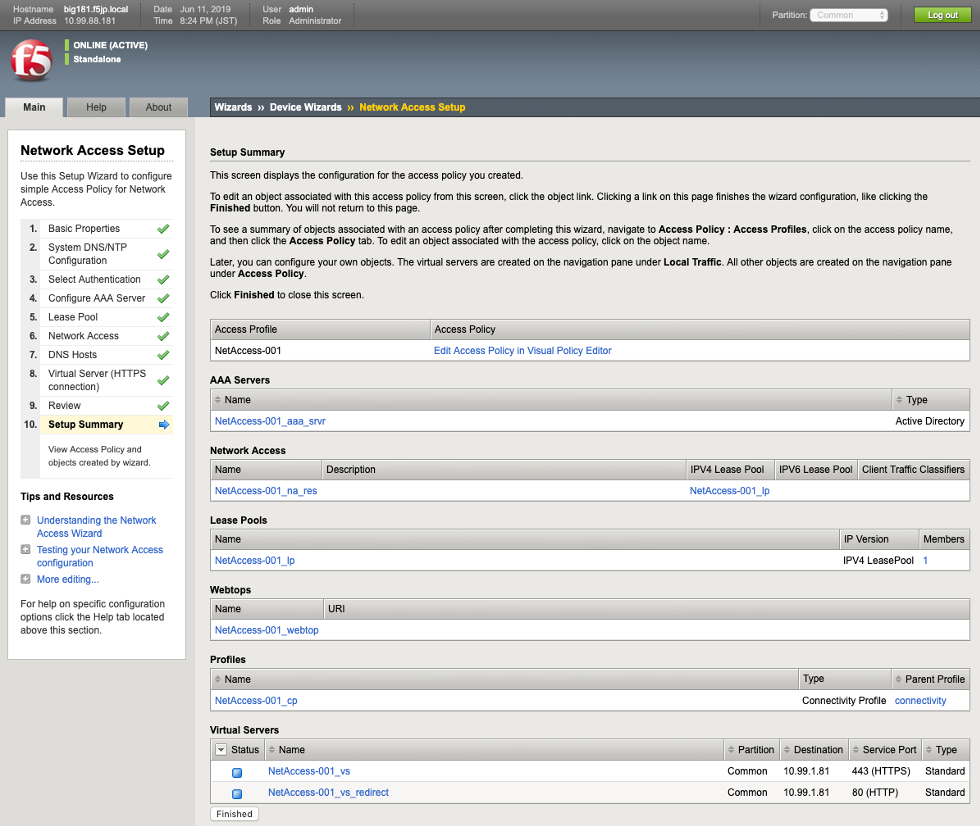 Hostname big181.f5jp.local Date Jun 11, 2019 User admin
IP Address 10.99.88.181 Time 8:24 PM (JST) Role Administrator
Partition: Common Log out
f5
ONLINE (ACTIVE)
Standalone
Main Help About
Wizards ›› Device Wizards ›› Network Access Setup
Network Access Setup
Use this Setup Wizard to configure
simple Access Policy for Network
Access.
1. Basic Properties
2. System DNS/NTP
Configuration
3. Select Authentication
4. Configure AAA Server
5. Lease Pool
6. Network Access
7. DNS Hosts
8. Virtual Server (HTTPS
connection)
9. Review
10. Setup Summary
View Access Policy and
objects created by wizard.
Tips and Resources
Understanding the Network
Access Wizard
Testing your Network Access
configuration
More editing...
For help on specific configuration
options click the Help tab located
above this section.
Setup Summary
This screen displays the configuration for the access policy you created.
To edit an object associated with this access policy from this screen, click the object link. Clicking a link on this page finishes the wizard configuration, like clicking the
Finished button. You will not return to this page.
To see a summary of objects associated with an access policy after completing this wizard, navigate to Access Policy : Access Profiles, click on the access policy name,
and then click the Access Policy tab. To edit an object associated with the access policy, click on the object name.
Later, you can configure your own objects. The virtual servers are created on the navigation pane under Local Traffic. All other objects are created on the navigation pane
under Access Policy.
Click Finished to close this screen.
Access Profile Access Policy
NetAccess-001 Edit Access Policy in Visual Policy Editor
AAA Servers
Name Type
NetAccess-001_aaa_srvr Active Directory
Network Access
Name Description IPV4 Lease Pool IPV6 Lease Pool Client Traffic Classifiers
NetAccess-001_na_res NetAccess-001_lp
Lease Pools
Name IP Version Members
NetAccess-001_lp IPV4 LeasePool 1
Webtops
Name URI
NetAccess-001_webtop
Profiles
Name Type Parent Profile
NetAccess-001_cp Connectivity Profile connectivity
Virtual Servers
Status Name Partition Destination Service Port Type
NetAccess-001_vs Common 10.99.1.81 443 (HTTPS) Standard
NetAccess-001_vs_redirect Common 10.99.1.81 80 (HTTP) Standard
Finished